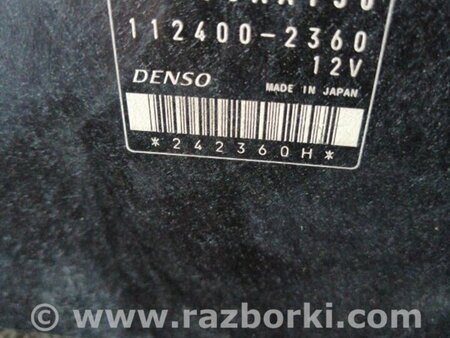 112400-2360
12V
DENSO
MADE IN JAPAN
*242360H*
© www.razborki.com